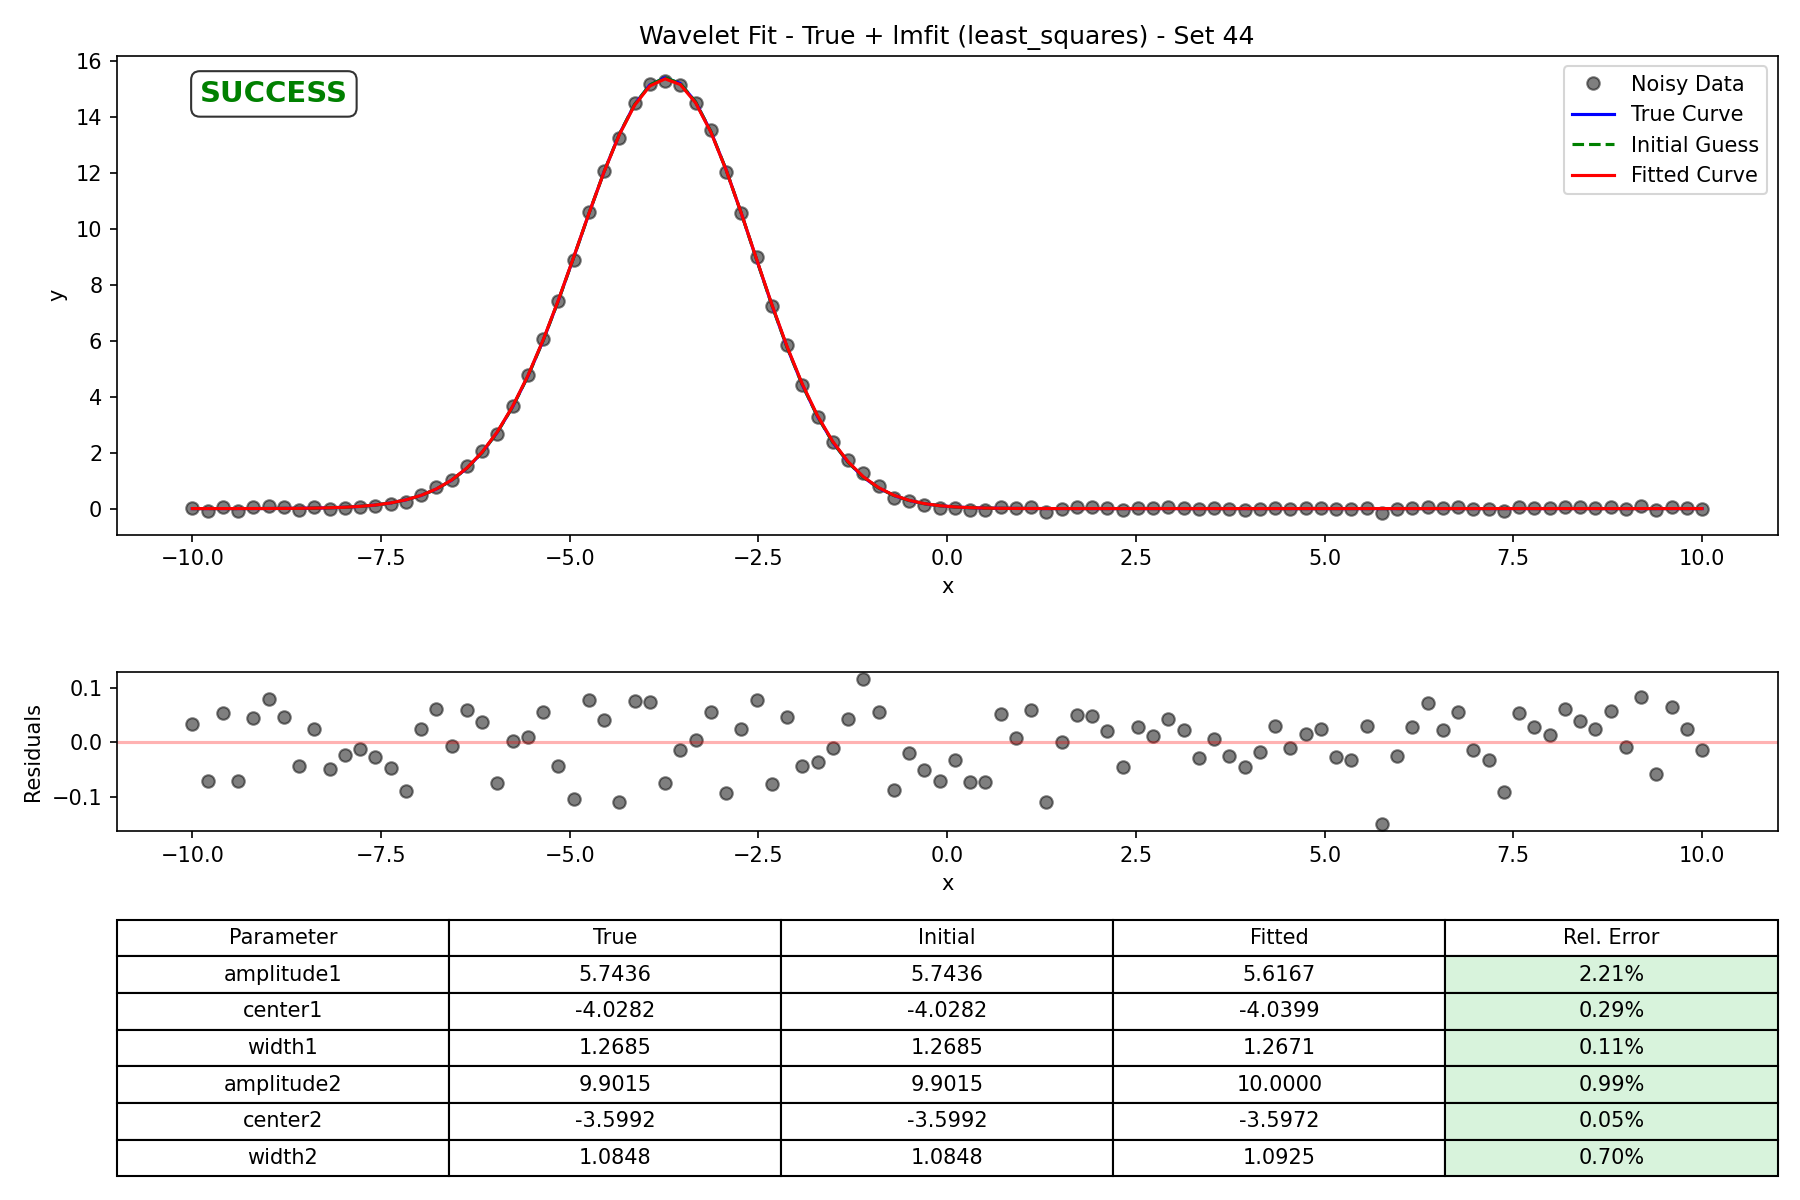 Wavelet Fit - True + lmfit (least_squares) - Set 44
SUCCESS
Noisy Data
True Curve
Initial Guess
Fitted Curve
16
14
12
10
8
6
4
2
0
y
−10.0 −7.5 −5.0 −2.5 0.0 2.5 5.0 7.5 10.0
x
0.1
0.0
−0.1
Residuals
−10.0 −7.5 −5.0 −2.5 0.0 2.5 5.0 7.5 10.0
x
Parameter True Initial Fitted Rel. Error
amplitude1 5.7436 5.7436 5.6167 2.21%
center1 -4.0282 -4.0282 -4.0399 0.29%
width1 1.2685 1.2685 1.2671 0.11%
amplitude2 9.9015 9.9015 10.0000 0.99%
center2 -3.5992 -3.5992 -3.5972 0.05%
width2 1.0848 1.0848 1.0925 0.70%